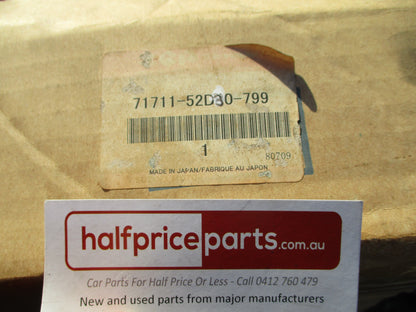 71711-52D30-799
1
80709
MADE IN JAPAN/FABRIQUE AU JAPON
halfpriceparts.com.au
Car Parts For Half Price Or Less - Call 0412 760 479
New and used parts from major manufacturers